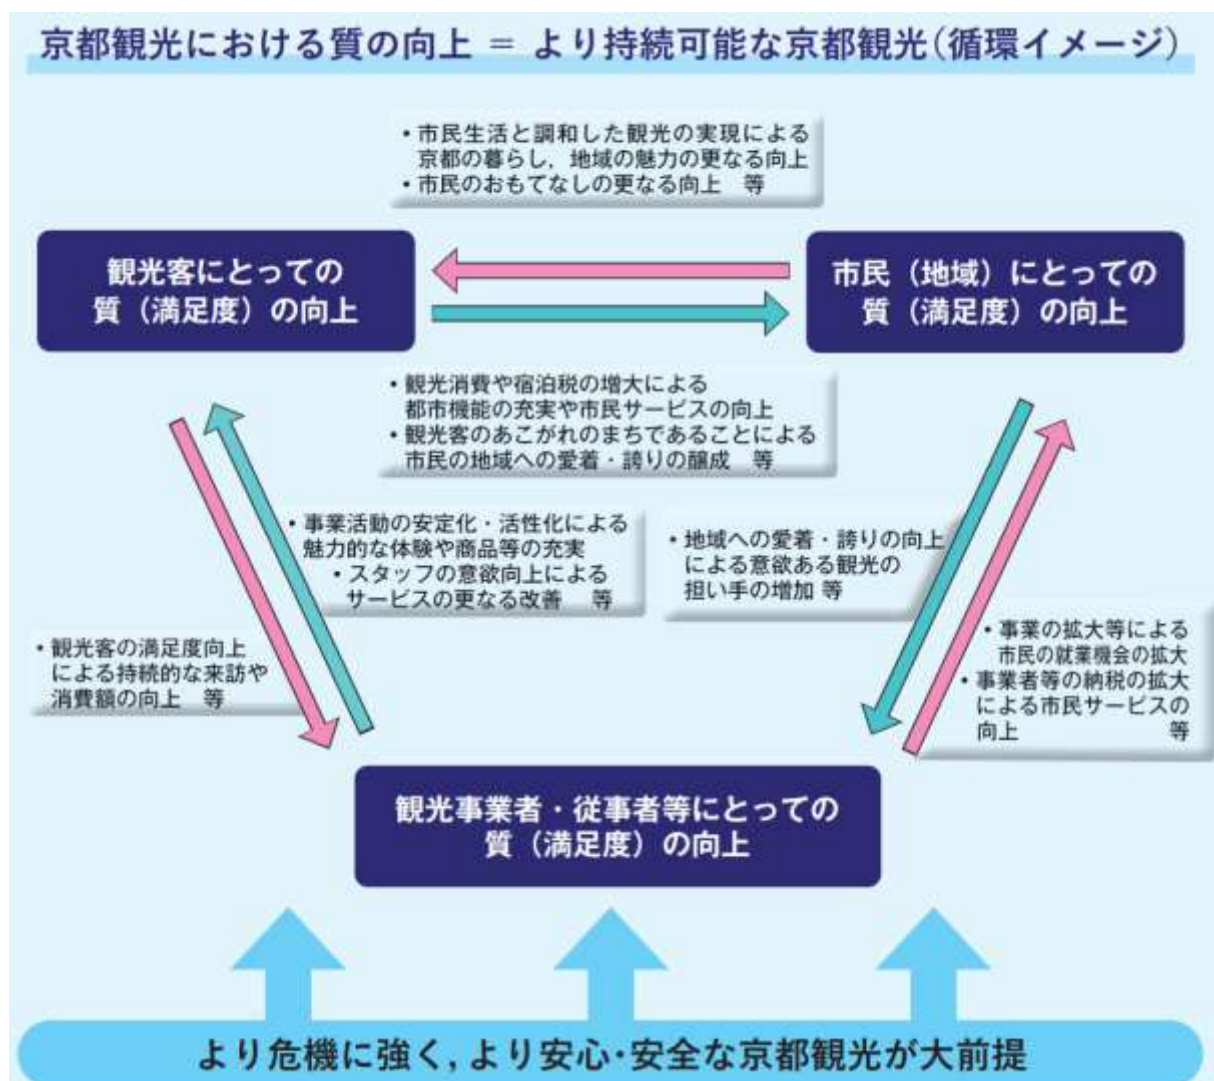 京都観光における質の向上 ＝ より持続可能な京都観光（循環イメージ）
・市民生活と調和した観光の実現による
京都の暮らし，地域の魅力の更なる向上
・市民のおもてなしの更なる向上　等
観光客にとっての
質（満足度）の向上
市民（地域）にとっての
質（満足度）の向上
・観光消費や宿泊税の増大による
都市機能の充実や市民サービスの向上
・観光客のあこがれのまちであることによる
市民の地域への愛着・誇りの醸成　等
・事業活動の安定化・活性化による
魅力的な体験や商品等の充実
・スタッフの意欲向上による
サービスの更なる改善　等
・地域への愛着・誇りの向上
による意欲ある観光の
担い手の増加 等
・観光客の満足度向上
による持続的な来訪や
消費額の向上　等
・事業の拡大等による
市民の就業機会の拡大
・事業者等の納税の拡大
による市民サービスの
向上　等
観光事業者・従事者等にとっての
質（満足度）の向上
より危機に強く，より安心・安全な京都観光が大前提